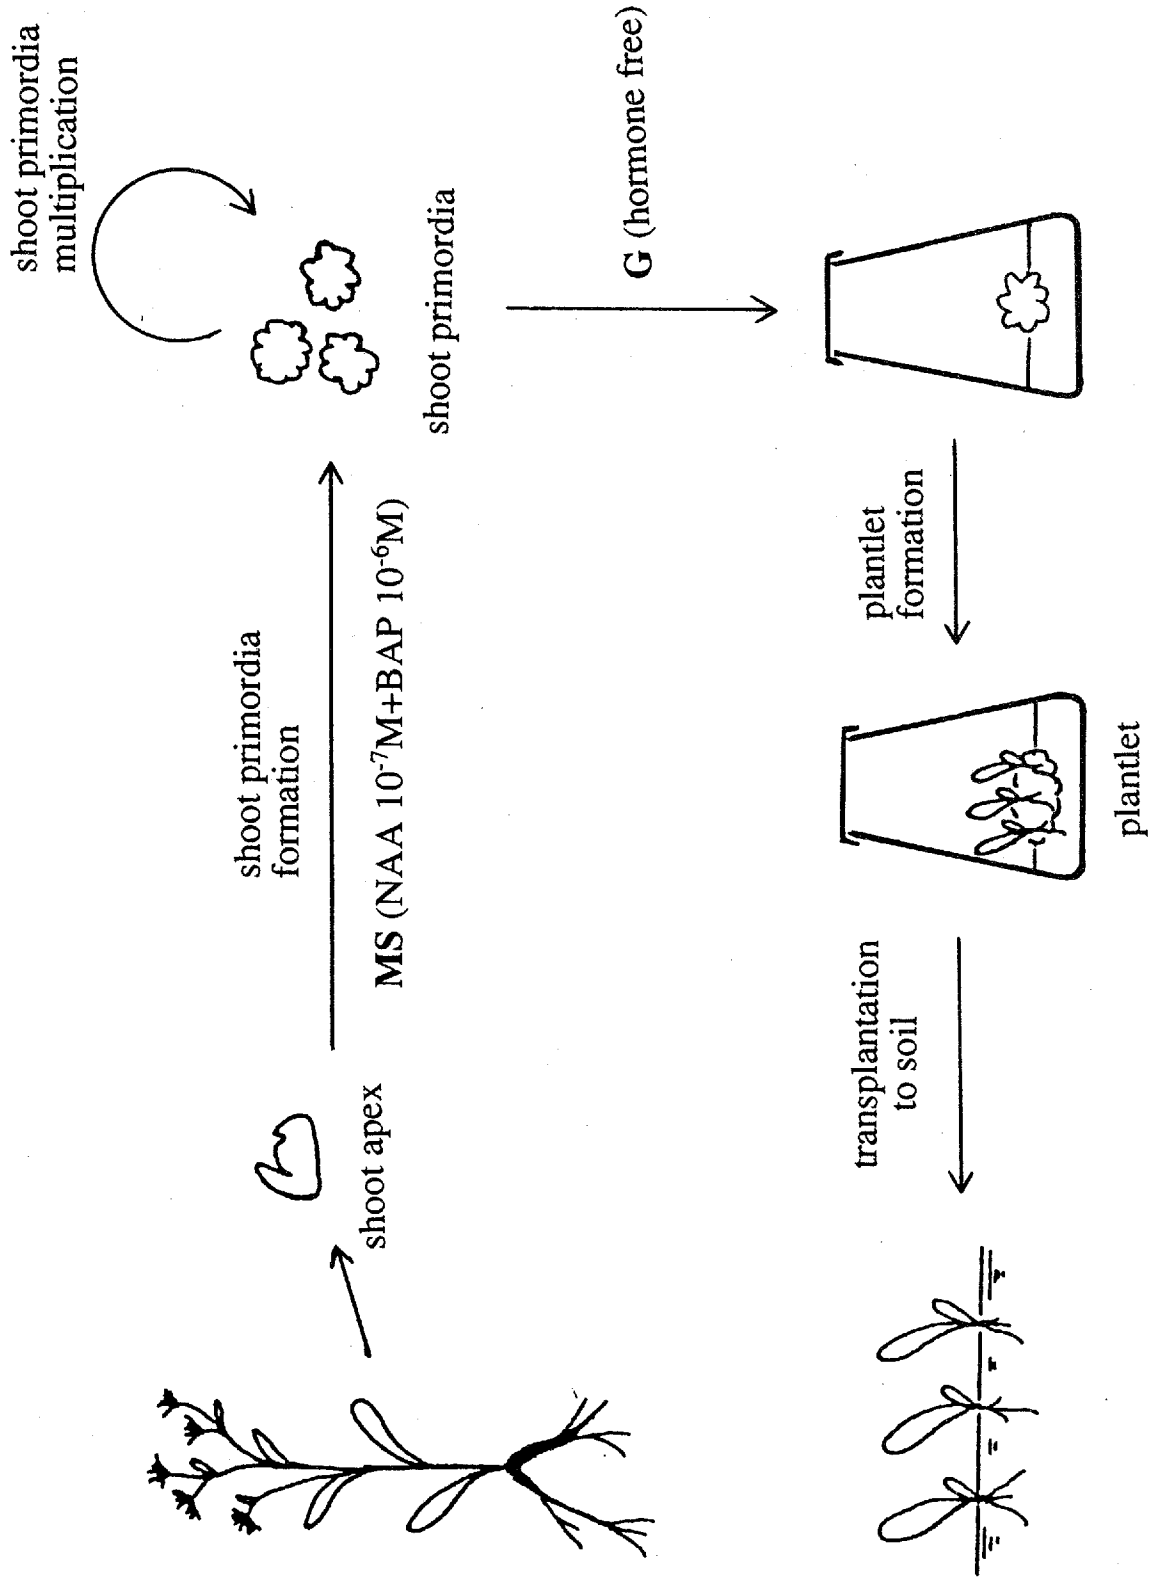 shoot apex
shoot primordia
formation
MS (NAA 10⁻⁷M+BAP 10⁻⁶M)
shoot primordia
multiplication
shoot primordia
G (hormone free)
plantlet
formation
plantlet
transplantation
to soil